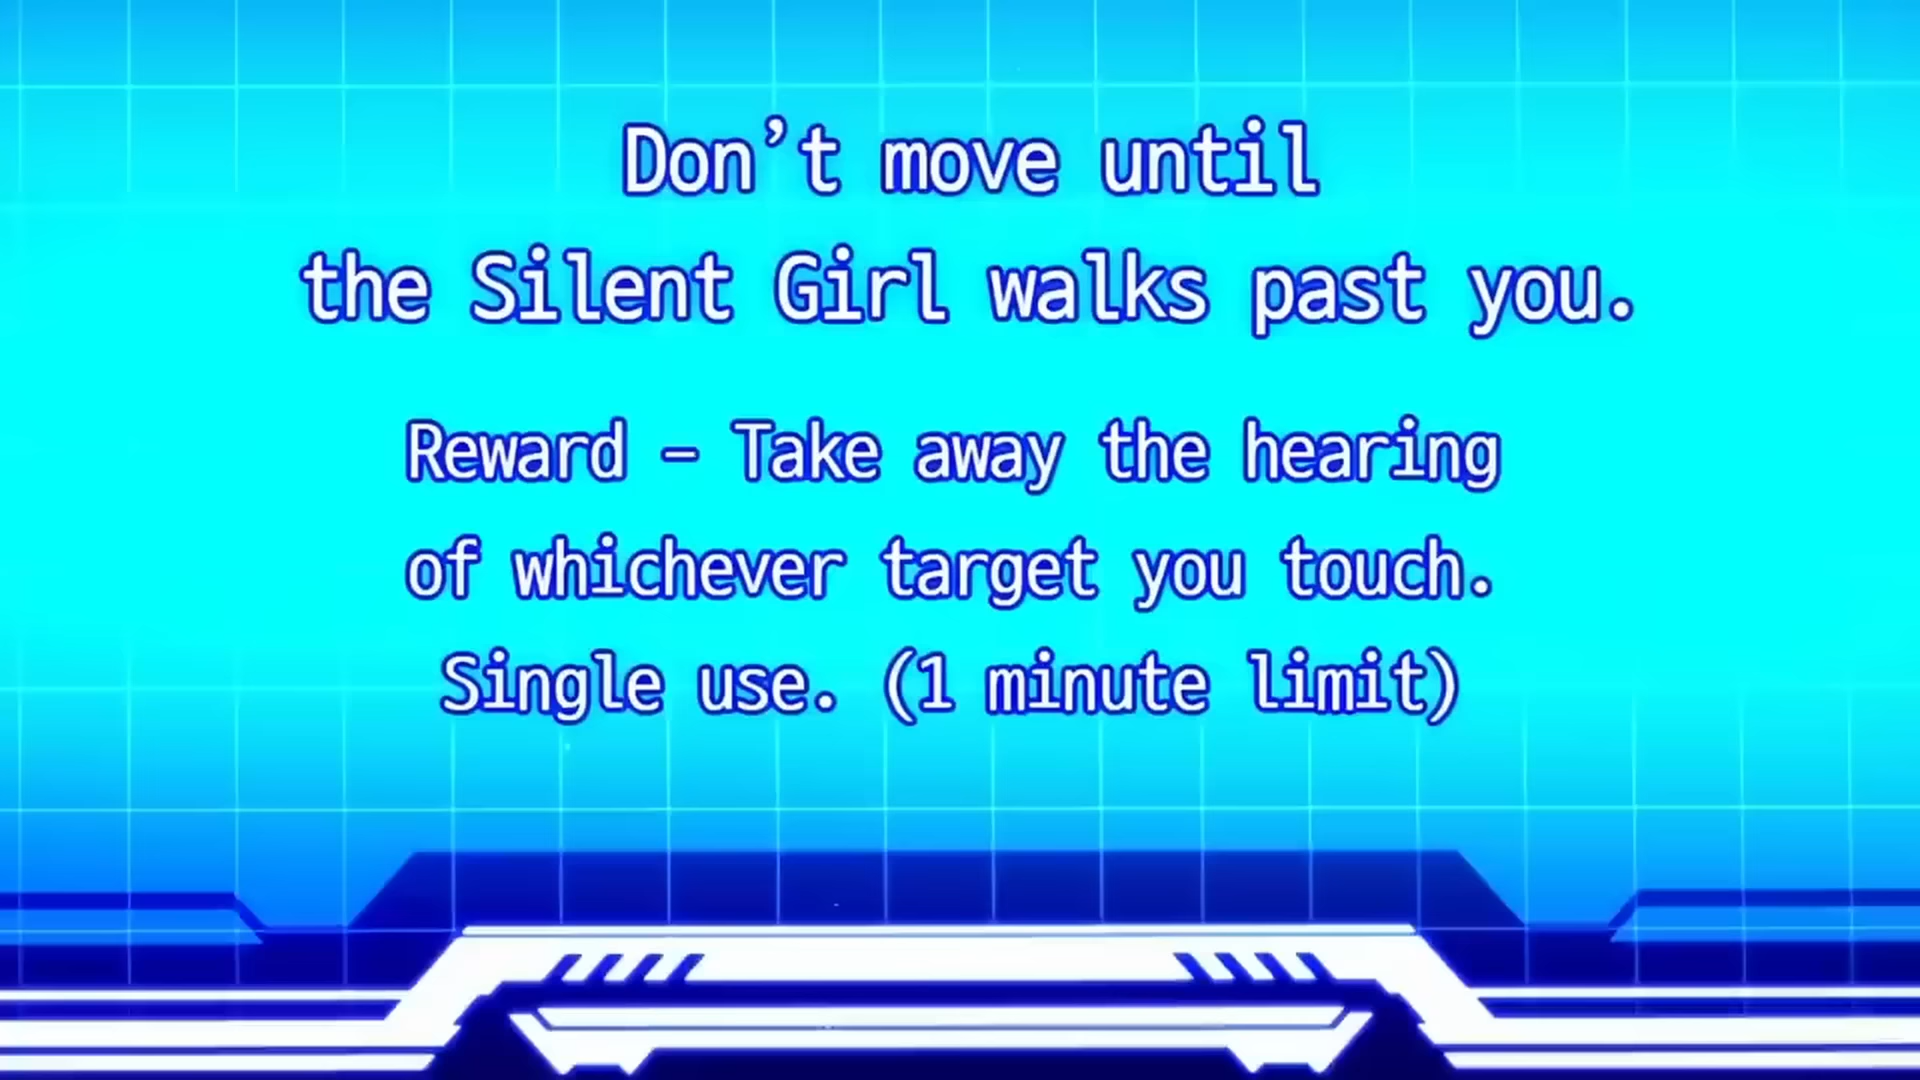 Don’t move until
the Silent Girl walks past you.
Reward – Take away the hearing
of whichever target you touch.
Single use. (1 minute limit)